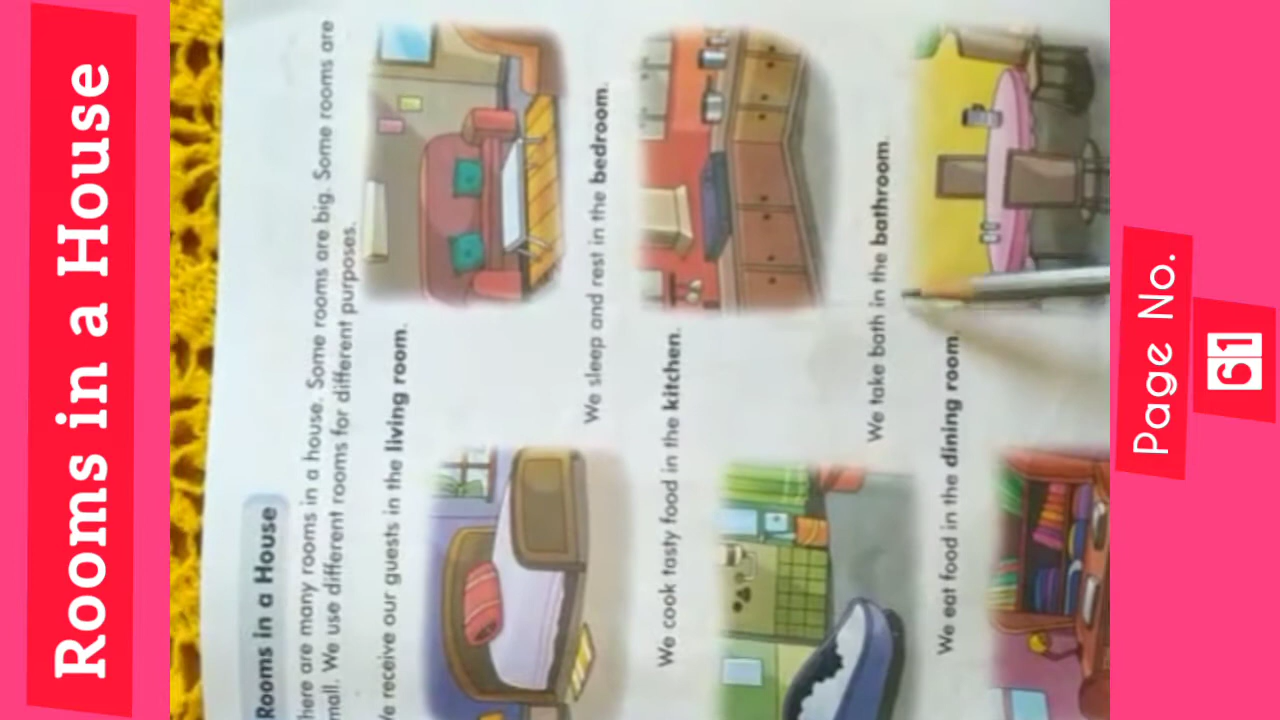 Rooms in a House
Rooms in a House
here are many rooms in a house. Some rooms are big. Some rooms are
mall. We use different rooms for different purposes.
We receive our guests in the living room.
We sleep and rest in the bedroom.
We cook tasty food in the kitchen.
We take bath in the bathroom.
We eat food in the dining room.
Page No.
61